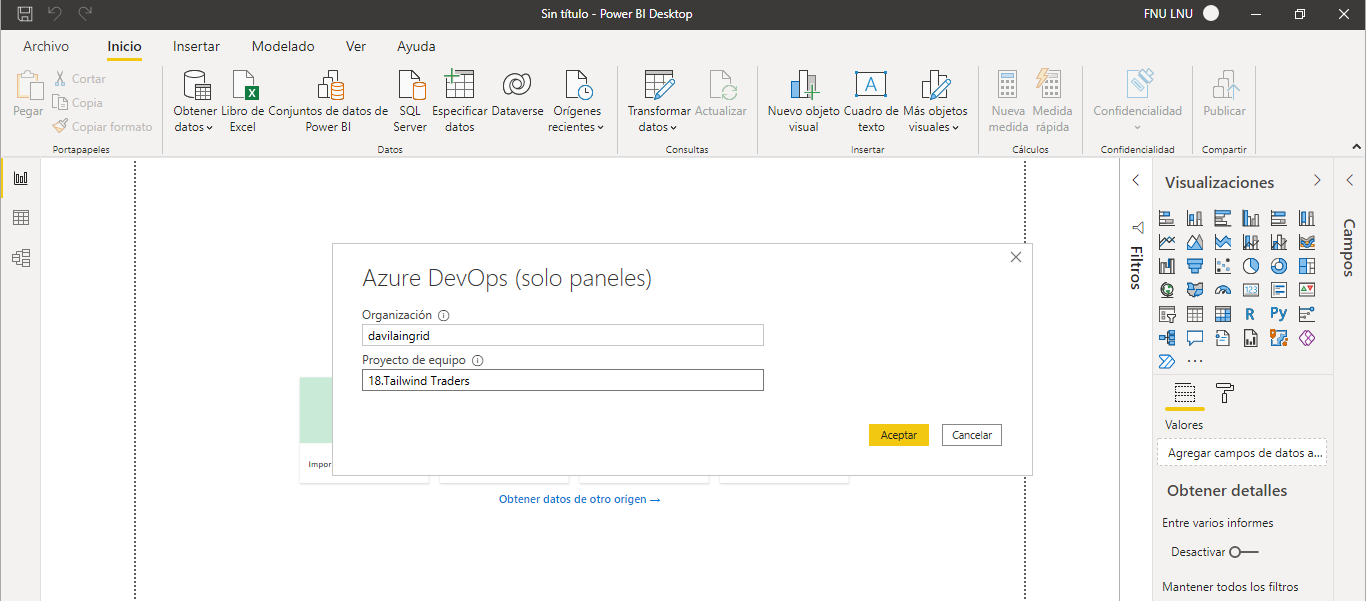 Sin título - Power BI Desktop
FNU LNU
Archivo
Inicio
Insertar
Modelado
Ver
Ayuda
Pegar
Cortar
Copia
Copiar formato
Portapapeles
Obtener datos
Libro de Excel
Conjuntos de datos de Power BI
SQL Server
Especificar datos
Dataverse
Orígenes recientes
Datos
Transformar datos
Actualizar
Consultas
Nuevo objeto visual
Cuadro de texto
Más objetos visuales
Insertar
Nueva medida
Medida rápida
Cálculos
Confidencialidad
Confidencialidad
Publicar
Compartir
Azure DevOps (solo paneles)
Organización
davilaingrid
Proyecto de equipo
18.Tailwind Traders
Aceptar
Cancelar
Impor
Obtener datos de otro origen →
Filtros
Visualizaciones
123
R
Py
...
Valores
Agregar campos de datos a...
Obtener detalles
Entre varios informes
Desactivar
Mantener todos los filtros
Campos